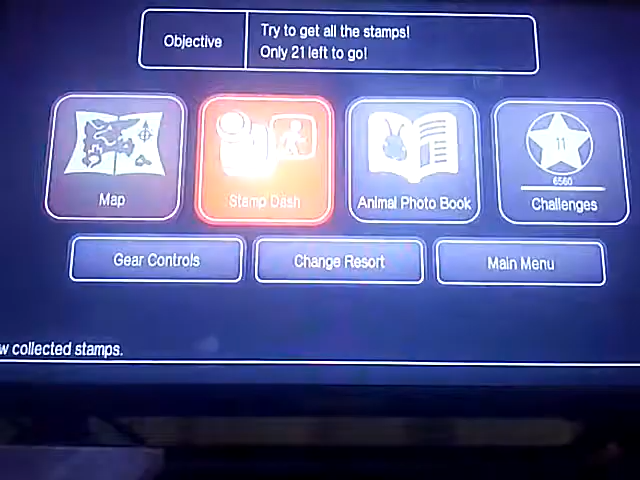 Objective
Try to get all the stamps!
Only 21 left to go!
Map
Stamp Dash
Animal Photo Book
11
6560
Challenges
Gear Controls
Change Resort
Main Menu
w collected stamps.